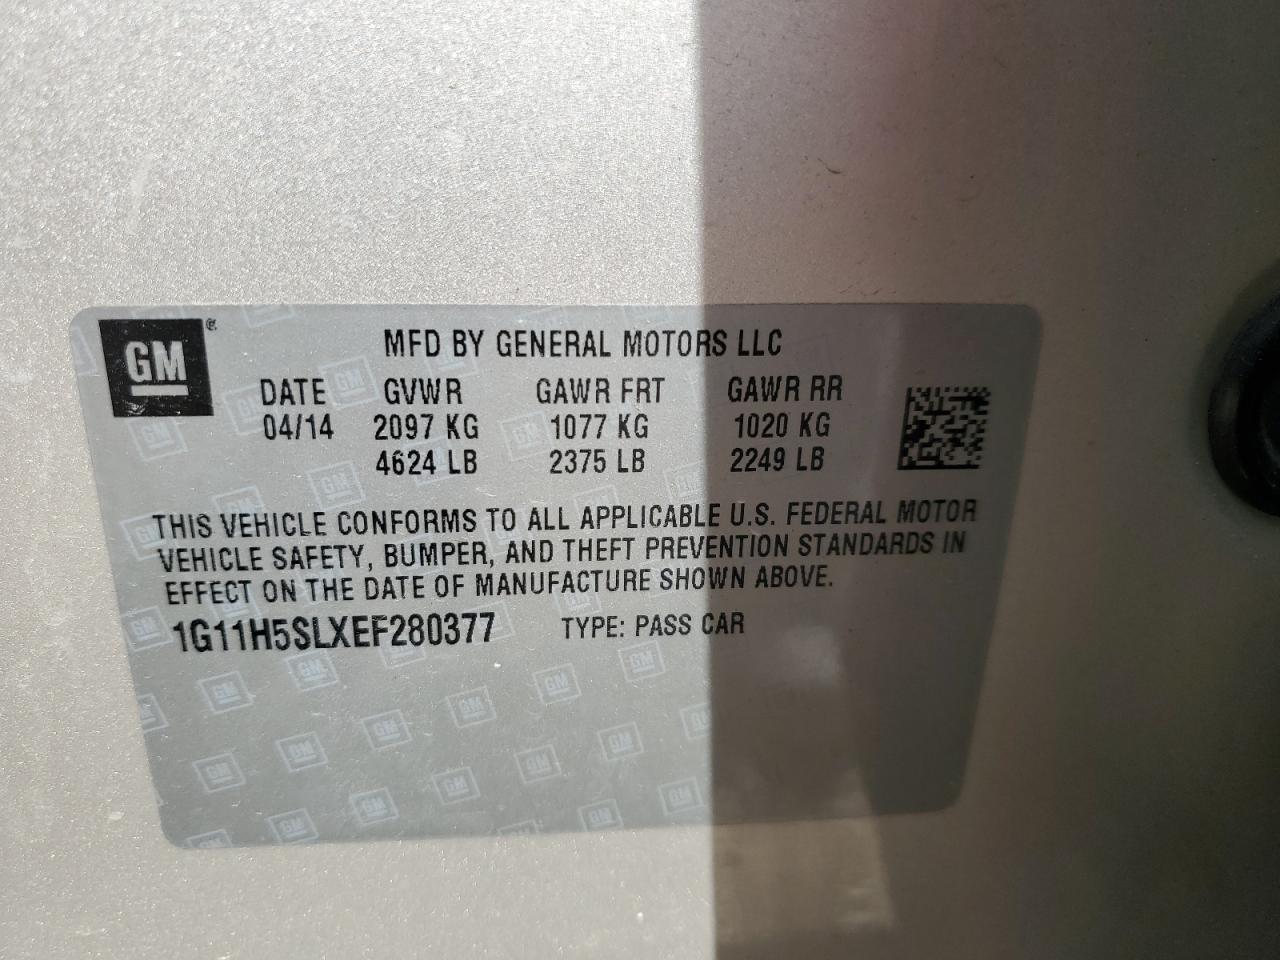 GM ®
MFD BY GENERAL MOTORS LLC
DATE GVWR GAWR FRT GAWR RR
04/14 2097 KG 1077 KG 1020 KG
4624 LB 2375 LB 2249 LB
THIS VEHICLE CONFORMS TO ALL APPLICABLE U.S. FEDERAL MOTOR
VEHICLE SAFETY, BUMPER, AND THEFT PREVENTION STANDARDS IN
EFFECT ON THE DATE OF MANUFACTURE SHOWN ABOVE.
1G11H5SLXEF280377 TYPE: PASS CAR